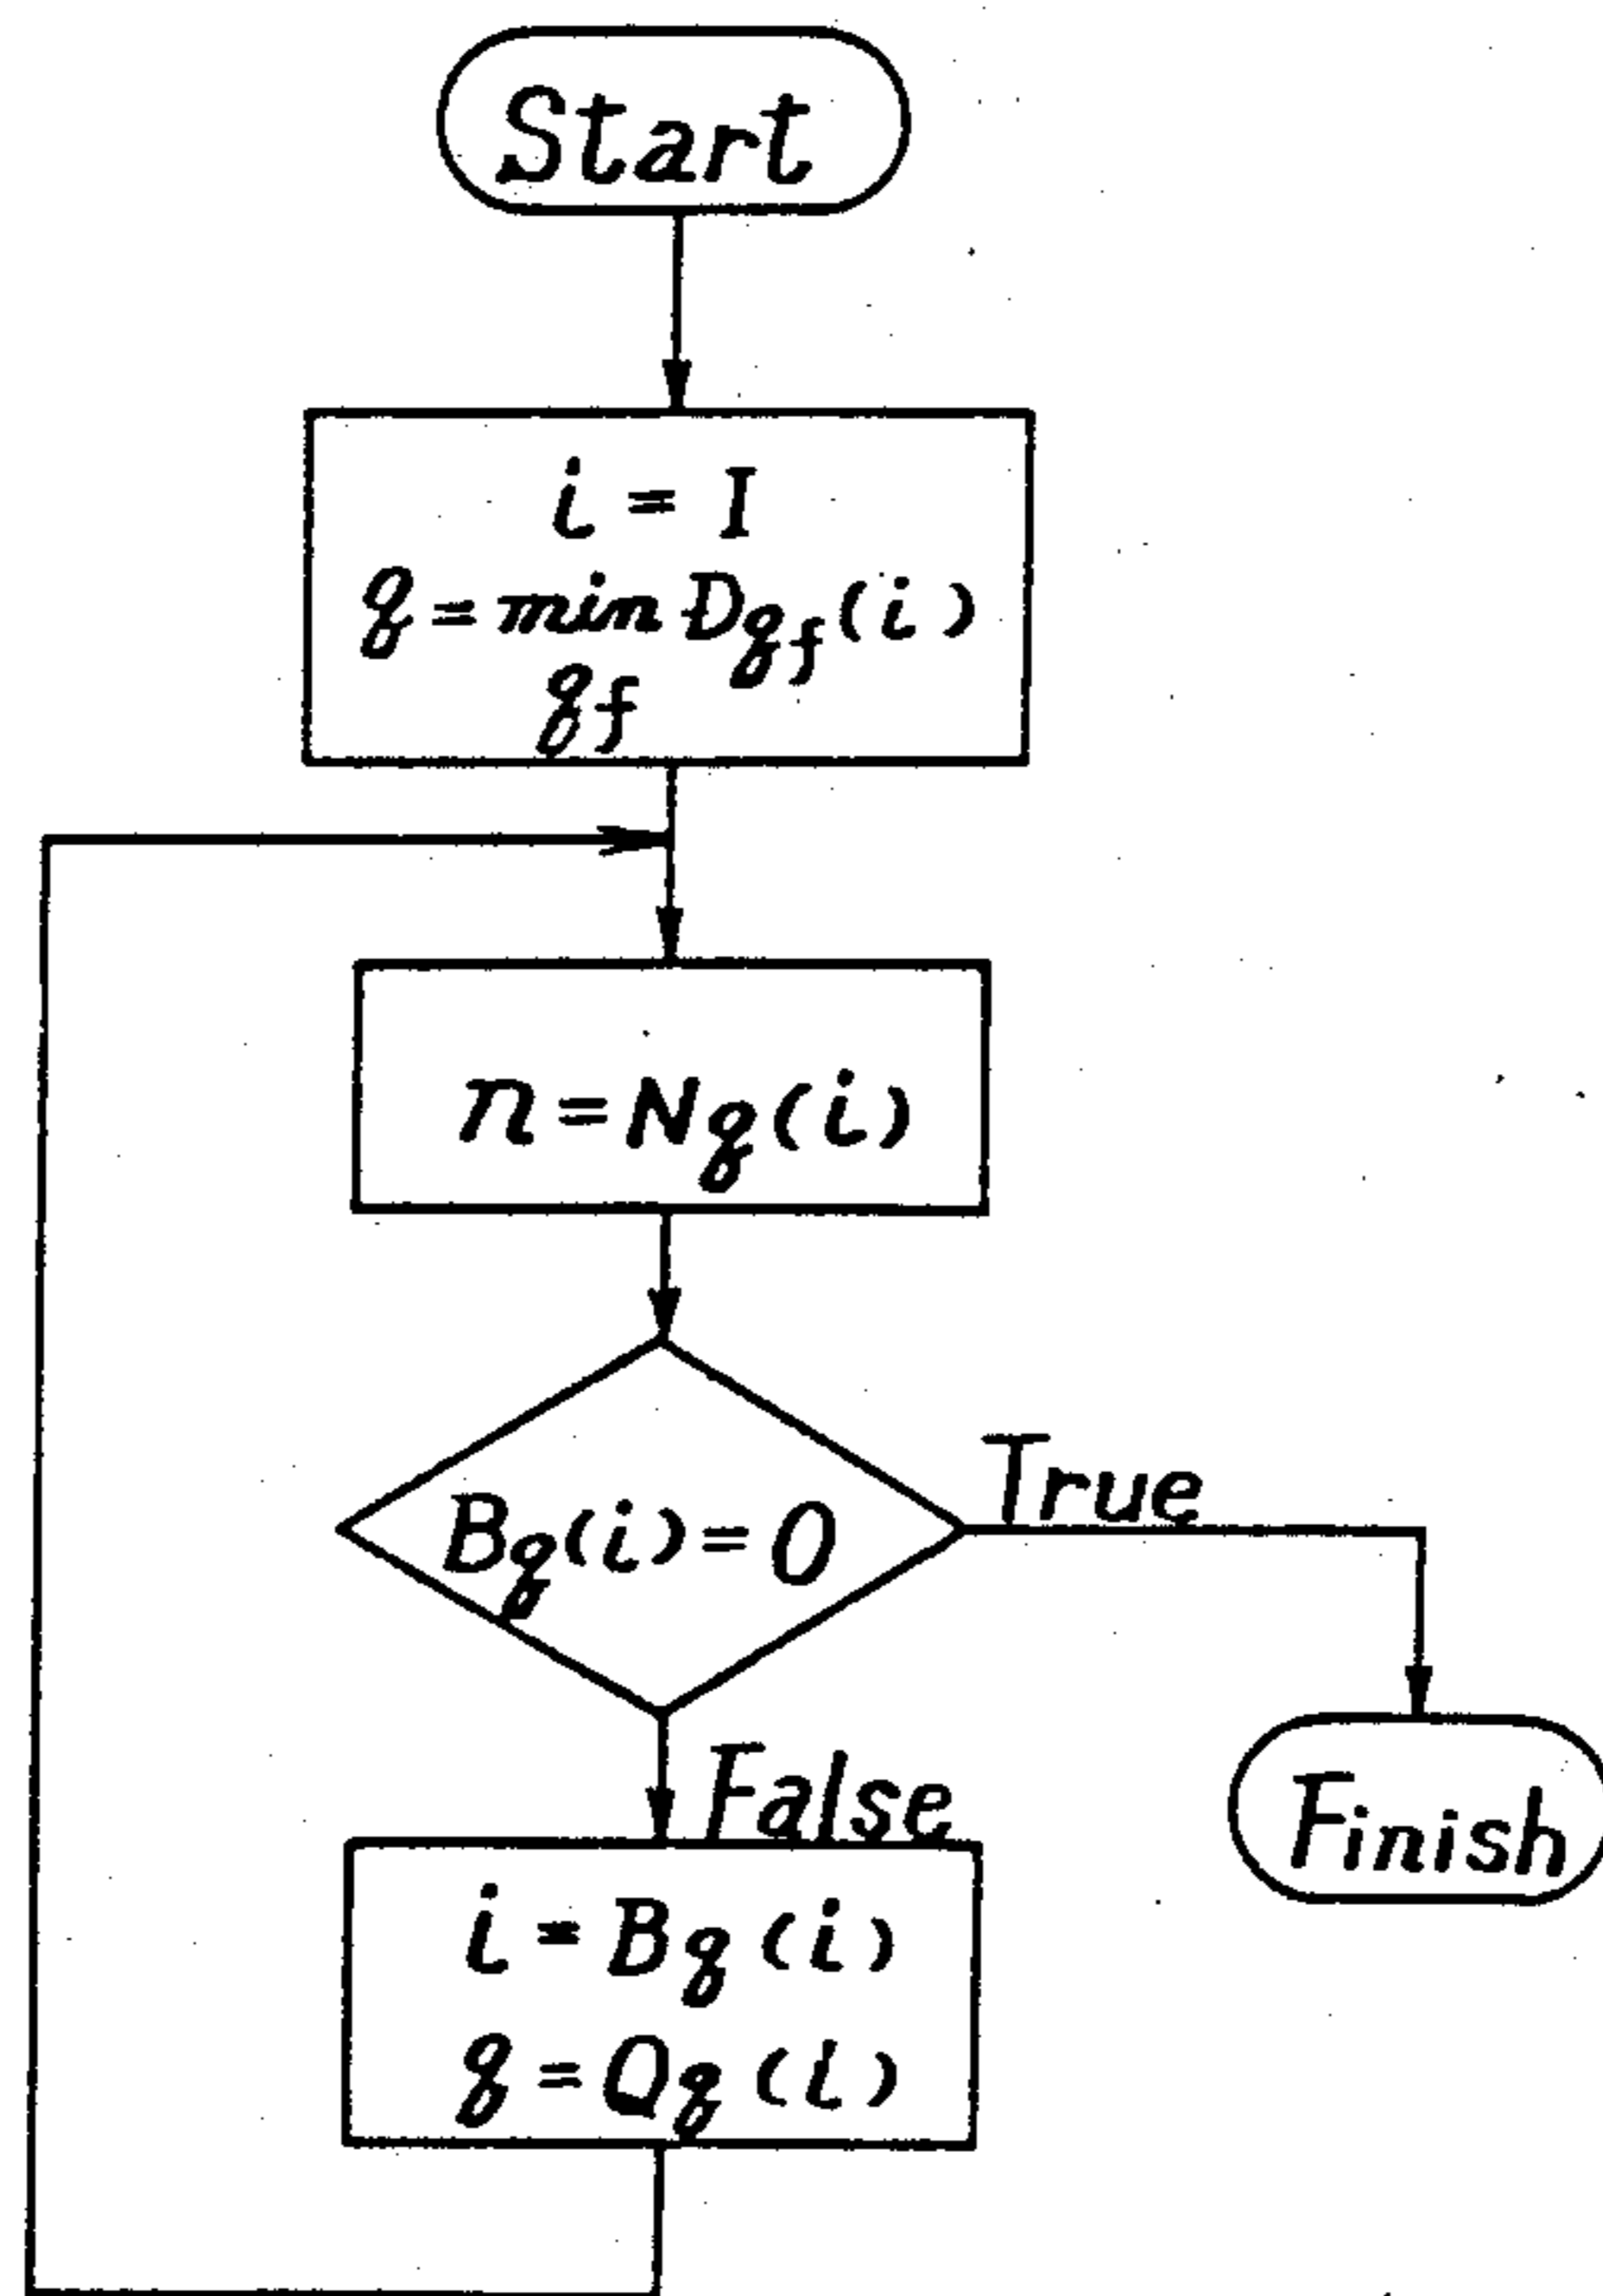 Start
i = I
q = min Dqf(i)
qf
n = Nq(i)
Bq(i) = 0
True
False
i = Bq(i)
q = Qq(i)
Finish